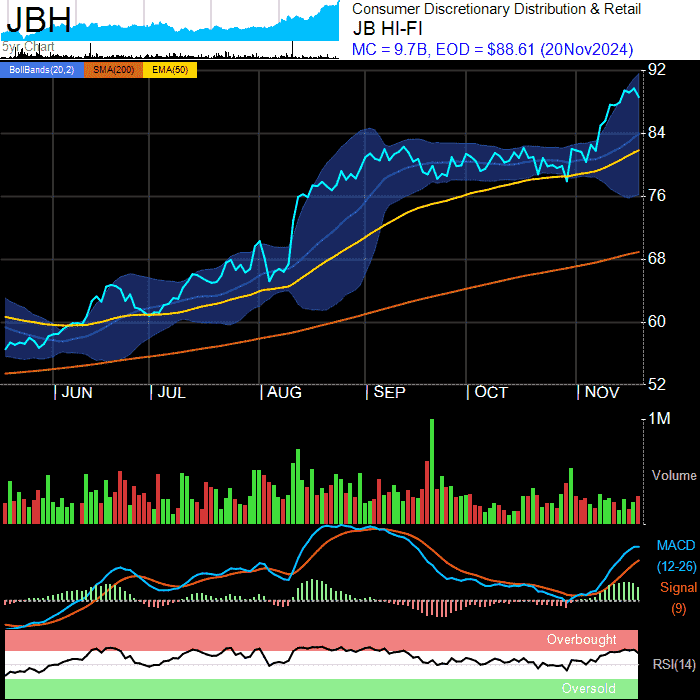 JBH
5yr Chart
Consumer Discretionary Distribution & Retail
JB HI-FI
MC = 9.7B, EOD = $88.61 (20Nov2024)
BollBands(20,2) SMA(200) EMA(50)
92
84
76
68
60
52
JUN JUL AUG SEP OCT NOV
1M
Volume
MACD
(12-26)
Signal
(9)
Overbought
RSI(14)
Oversold